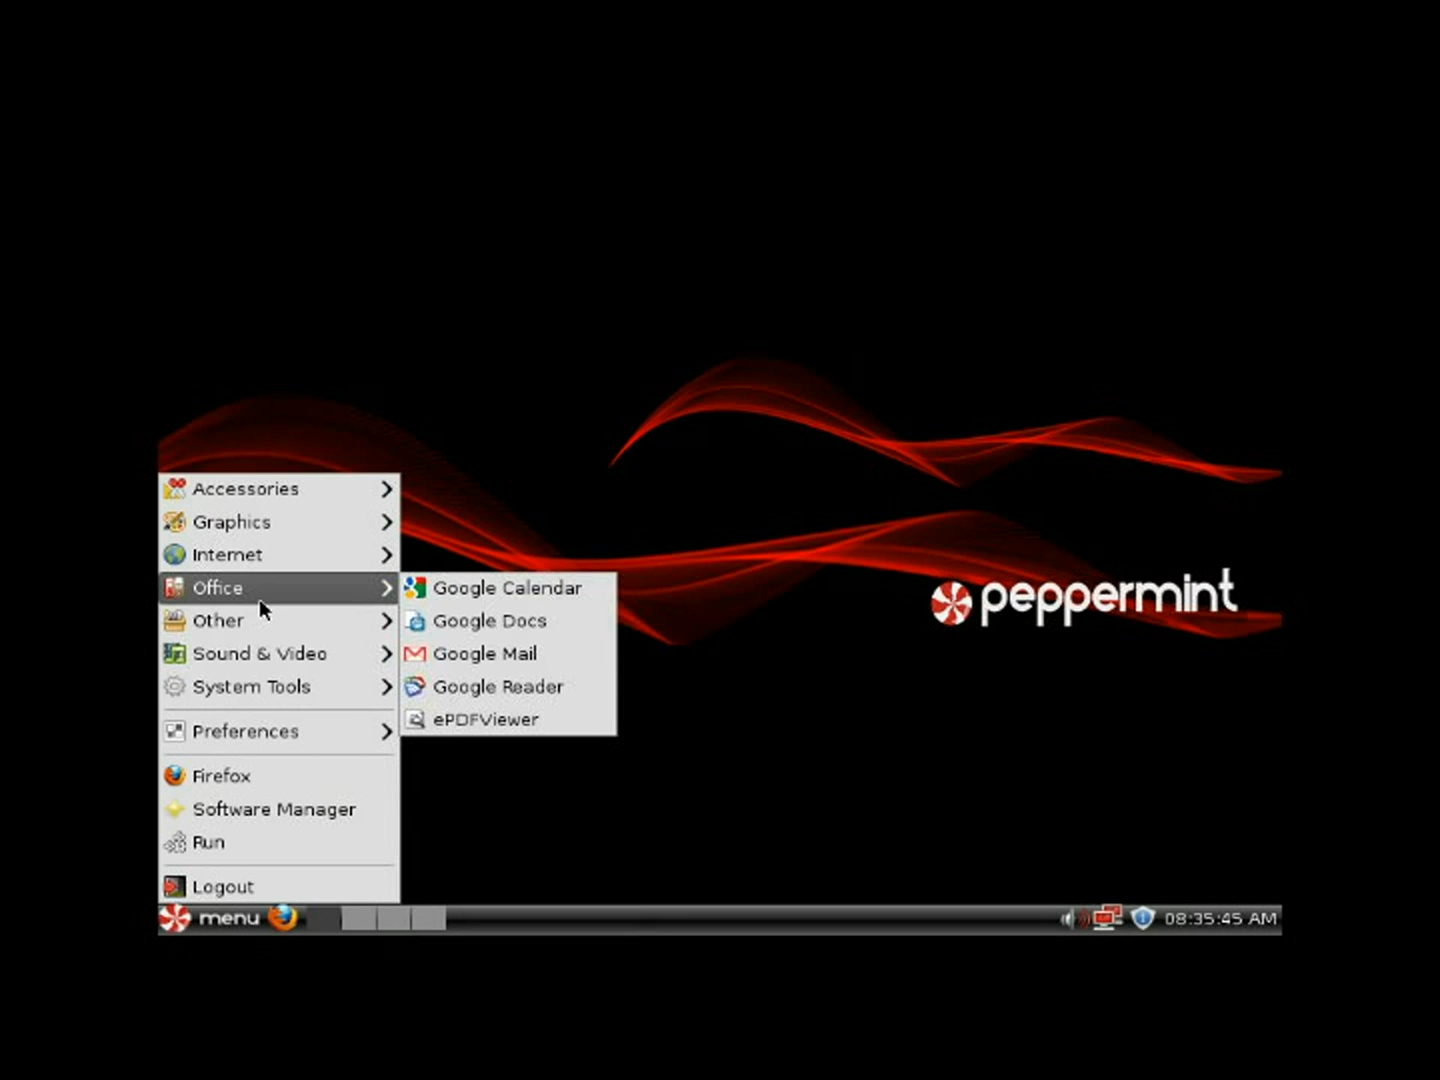 Accessories
Graphics
Internet
Office
Other
Sound & Video
System Tools
Preferences
Firefox
Software Manager
Run
Logout
Google Calendar
Google Docs
Google Mail
Google Reader
ePDFViewer
peppermint
menu
08:35:45 AM